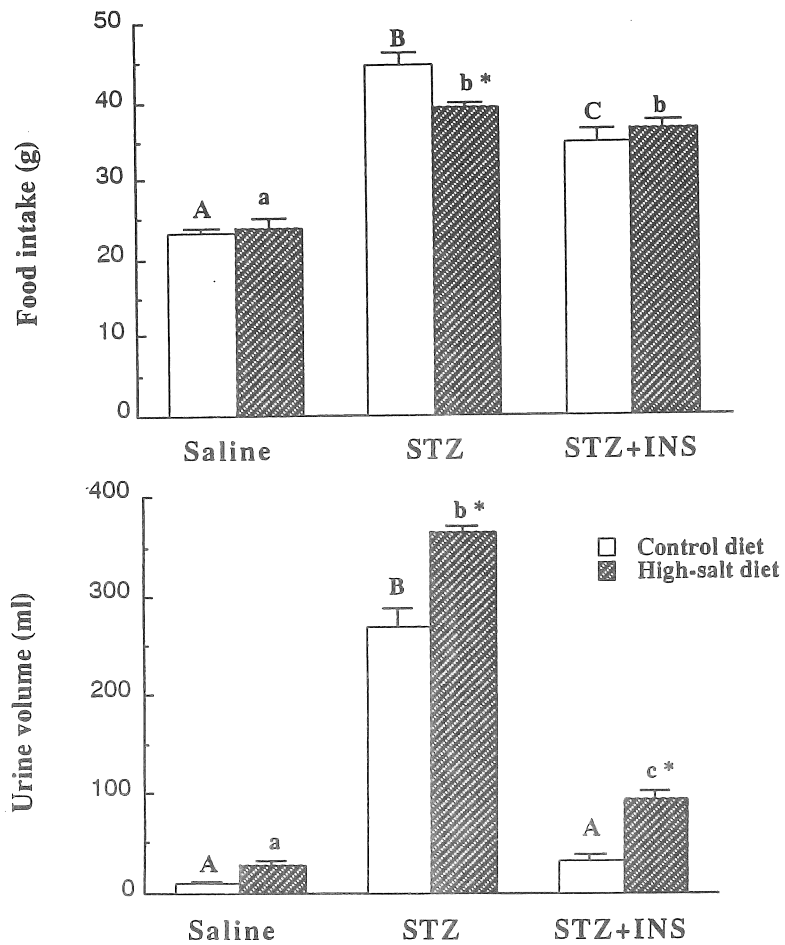 50
40
30
20
10
0
Food intake (g)
A
a
B
b *
C
b
Saline STZ STZ+INS
400
300
200
100
0
Urine volume (ml)
A
a
B
b *
A
c *
Control diet
High-salt diet
Saline STZ STZ+INS